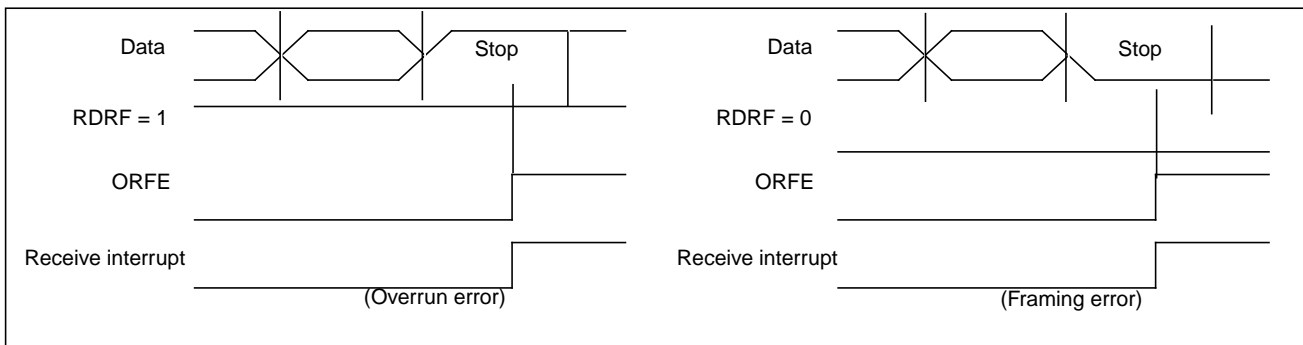 Data
Stop
RDRF = 1
ORFE
Receive interrupt
(Overrun error)
Data
Stop
RDRF = 0
ORFE
Receive interrupt
(Framing error)